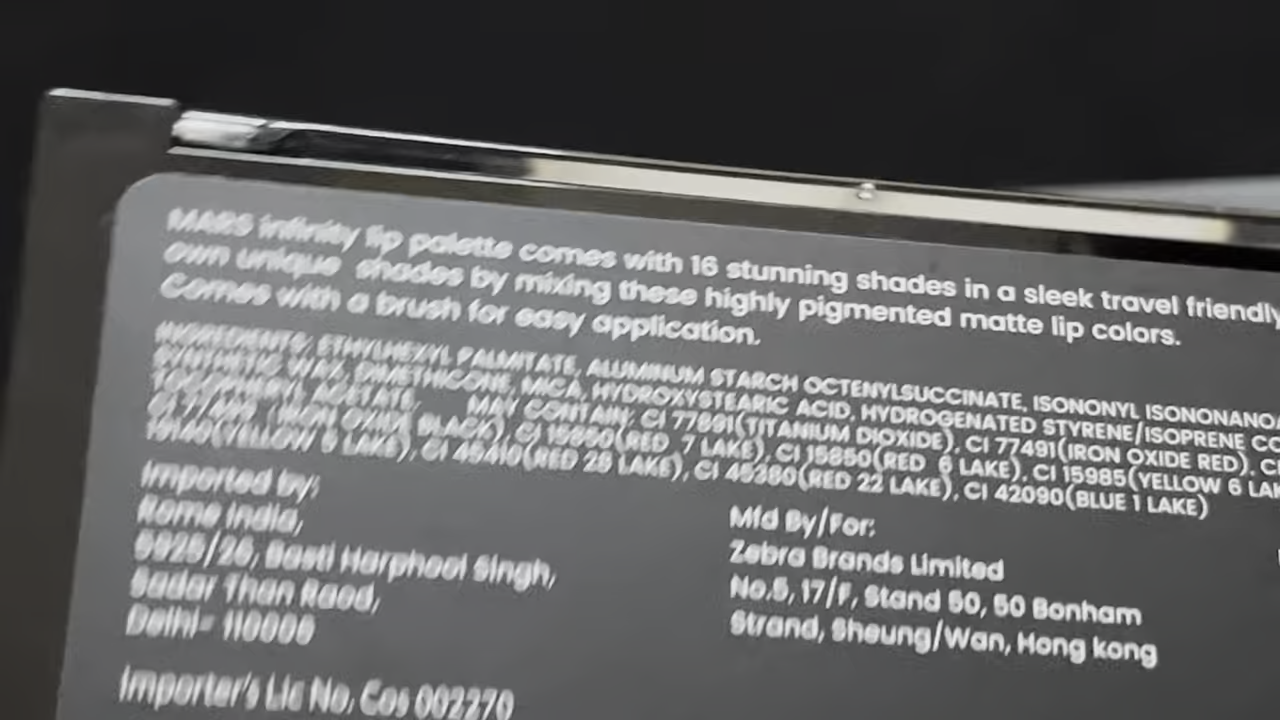 MARS infinity lip palette comes with 16 stunning shades in a sleek travel friendly
own unique shades by mixing these highly pigmented matte lip colors.
Comes with a brush for easy application.
INGREDIENTS: ETHYLHEXYL PALMITATE, ALUMINUM STARCH OCTENYLSUCCINATE, ISONONYL
SYNTHETIC WAX, DIMETHICONE, MICA, HYDROXYSTEARIC ACID, HYDROGENATED STYRENE/ISOPRENE
TOCOPHERYL ACETATE MAY CONTAIN: CI 77891(TITANIUM DIOXIDE), CI 77491(IRON OXIDE RED),
(IRON OXIDE BLACK), CI 15850(RED 7 LAKE), CI 15850(RED 6 LAKE), CI 15985(YELLOW 6
19140(YELLOW 5 LAKE), CI 45410(RED 28 LAKE), CI 45380(RED 22 LAKE), CI 42090(BLUE 1 LAKE)
Imported by:
Rome India,
Basti Harphool Singh,
Sadar Than Raod,
Delhi- 110006
Importer's Lic No. Cos 002270
Mfd By/For:
Zebra Brands Limited
No.5, 17/F, Stand 50, 50 Bonham
Strand, Sheung/Wan, Hong kong